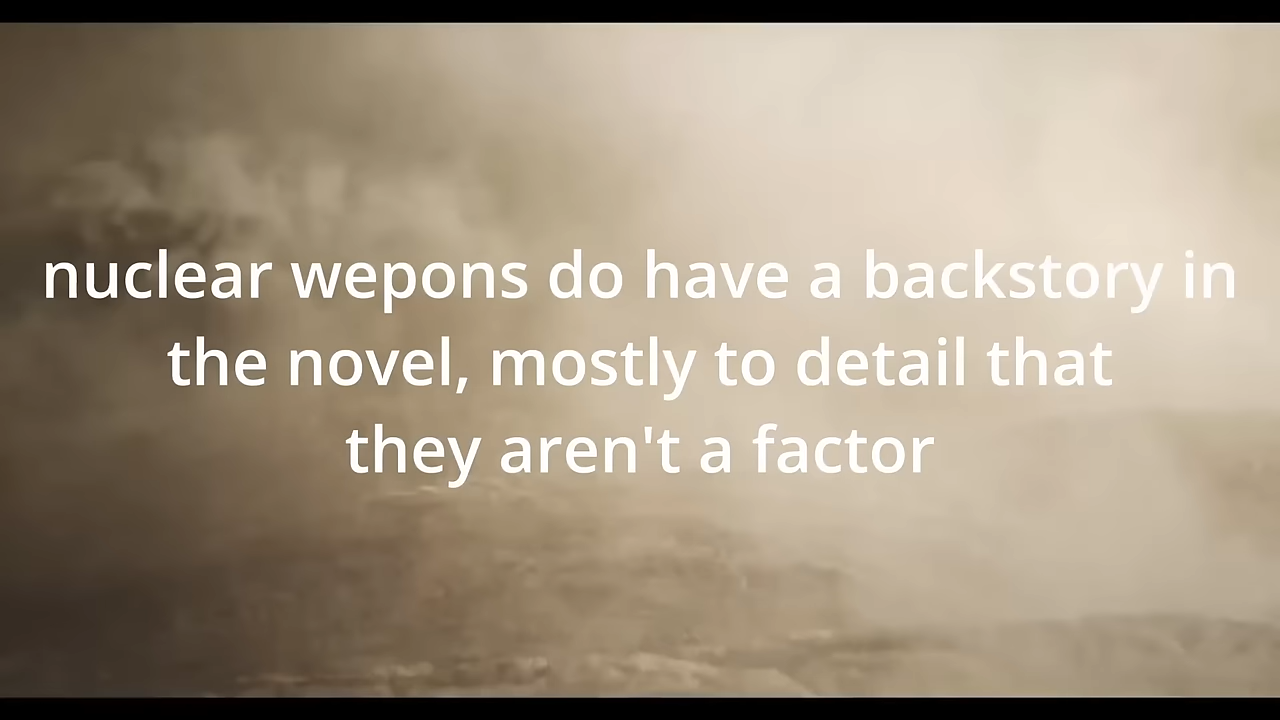 nuclear wepons do have a backstory in
the novel, mostly to detail that
they aren't a factor